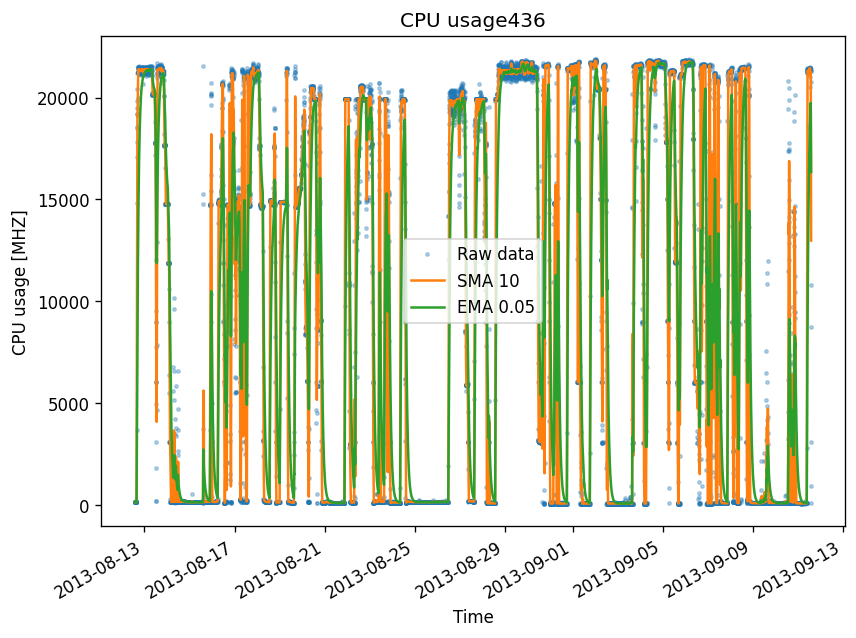 CPU usage436
CPU usage [MHZ]
20000
15000
10000
5000
0
Raw data
SMA 10
EMA 0.05
2013-08-13
2013-08-17
2013-08-21
2013-08-25
2013-08-29
2013-09-01
2013-09-05
2013-09-09
2013-09-13
Time